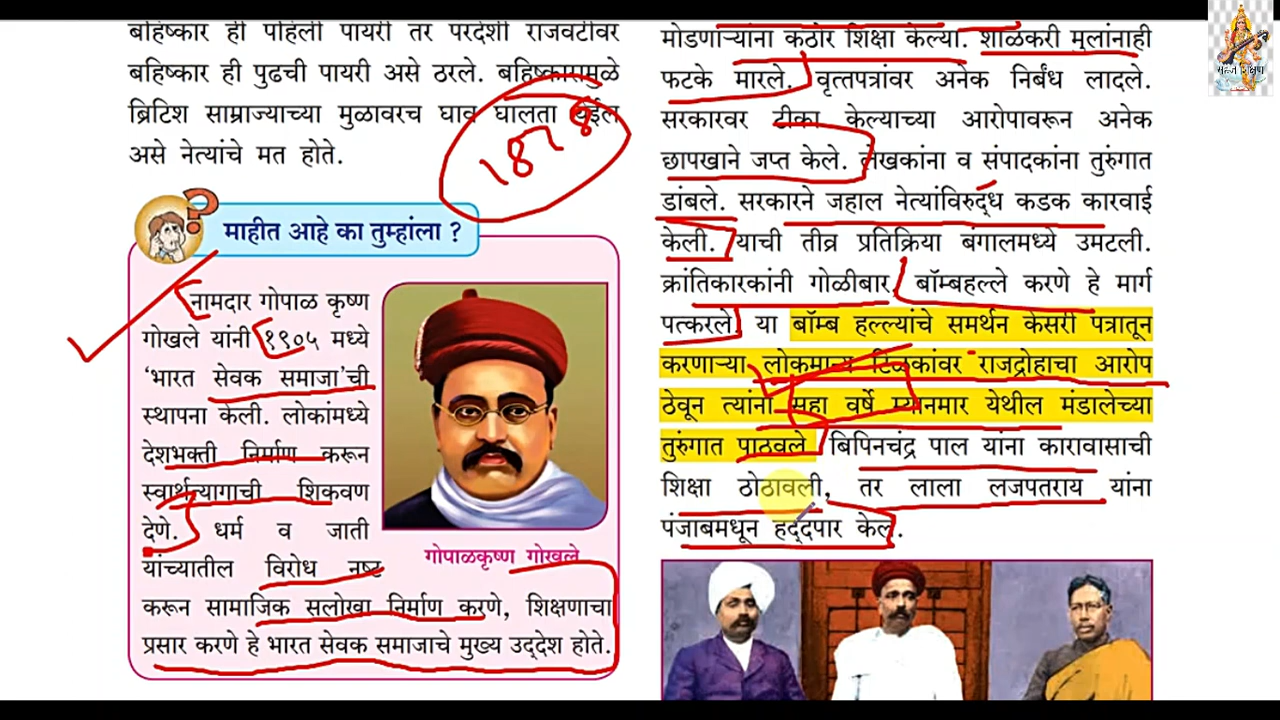 बहिष्कार ही पहिली पायरी तर परदेशी राजवटीवर
बहिष्कार ही पुढची पायरी असे ठरले. बहिष्कारामुळे
ब्रिटिश साम्राज्याच्या मुळावरच घाव घालता येईल
असे नेत्यांचे मत होते.
1878
माहीत आहे का तुम्हांला ?
नामदार गोपाळ कृष्ण
गोखले यांनी १९०५ मध्ये
‘भारत सेवक समाजा’ची
स्थापना केली. लोकांमध्ये
देशभक्ती निर्माण करून
स्वार्थत्यागाची शिकवण
देणे. धर्म व जाती
यांच्यातील विरोध नष्ट
करून सामाजिक सलोखा निर्माण करणे, शिक्षणाचा
प्रसार करणे हे भारत सेवक समाजाचे मुख्य उद्देश होते.
गोपाळकृष्ण गोखले
मोडणाऱ्यांना कठोर शिक्षा केल्या. शाळकरी मुलांनाही
फटके मारले. वृत्तपत्रांवर अनेक निर्बंध लादले.
सरकारवर टीका केल्याच्या आरोपावरून अनेक
छापखाने जप्त केले. लेखकांना व संपादकांना तुरुंगात
डांबले. सरकारने जहाल नेत्यांविरुद्ध कडक कारवाई
केली. याची तीव्र प्रतिक्रिया बंगालमध्ये उमटली.
क्रांतिकारकांनी गोळीबार, बॉम्बहल्ले करणे हे मार्ग
पत्करले. या बॉम्ब हल्ल्यांचे समर्थन केसरी पत्रातून
करणाऱ्या लोकमान्य टिळकांवर राजद्रोहाचा आरोप
ठेवून त्यांना सहा वर्षे म्यानमार येथील मंडालेच्या
तुरुंगात पाठवले. बिपिनचंद्र पाल यांना कारावासाची
शिक्षा ठोठावली, तर लाला लजपतराय यांना
पंजाबमधून हद्दपार केले.
सहज शिक्षण